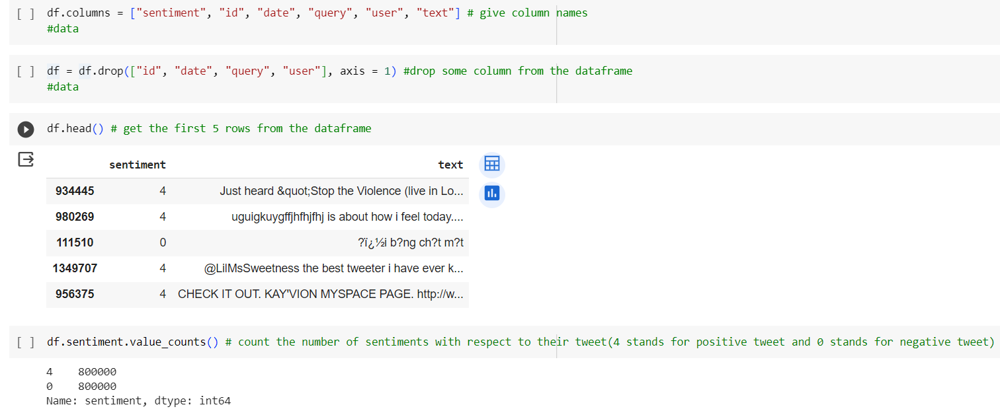 [ ] df.columns = ["sentiment", "id", "date", "query", "user", "text"] # give column names
#data
[ ] df = df.drop(["id", "date", "query", "user"], axis = 1) #drop some column from the dataframe
#data
df.head() # get the first 5 rows from the dataframe
sentiment text
934445 4 Just heard &quot;Stop the Violence (live in Lo...
980269 4 uguigkuygffjhfhjfhj is about how i feel today....
111510 0 ?ï¿½i b?ng ch?t m?t
1349707 4 @LilMsSweetness the best tweeter i have ever k...
956375 4 CHECK IT OUT. KAY'VION MYSPACE PAGE. http://w...
[ ] df.sentiment.value_counts() # count the number of sentiments with respect to their tweet(4 stands for positive tweet and 0 stands for negative tweet)
4 800000
0 800000
Name: sentiment, dtype: int64